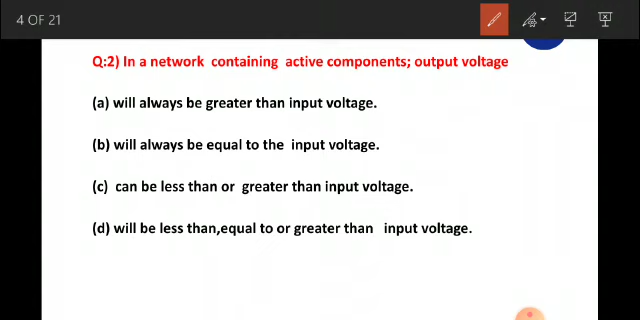 4 OF 21
Q:2) In a network containing active components; output voltage
(a) will always be greater than input voltage.
(b) will always be equal to the input voltage.
(c) can be less than or greater than input voltage.
(d) will be less than,equal to or greater than input voltage.